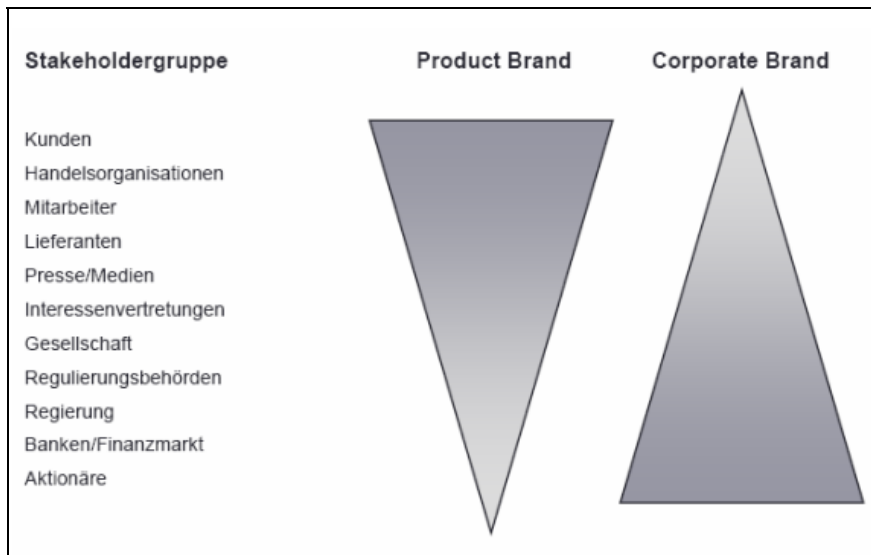 Stakeholdergruppe Product Brand Corporate Brand
Kunden
Handelsorganisationen
Mitarbeiter
Lieferanten
Presse/Medien
Interessenvertretungen
Gesellschaft
Regulierungsbehörden
Regierung
Banken/Finanzmarkt
Aktionäre